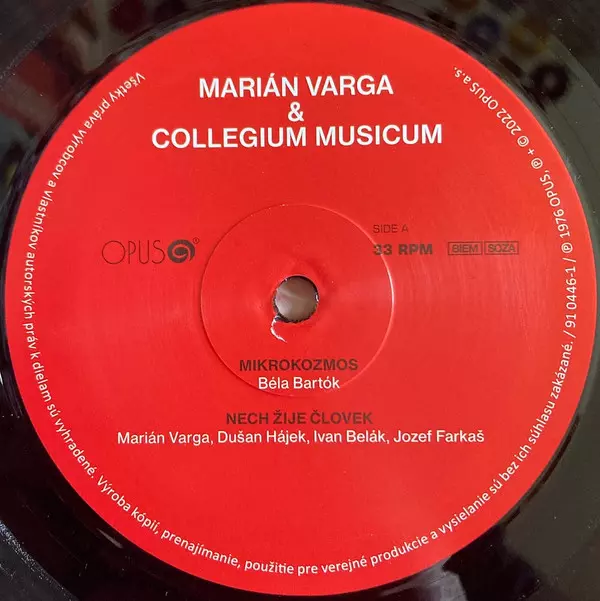 MARIÁN VARGA
&
COLLEGIUM MUSICUM
OPUS®
SIDE A
33 RPM
BIEM
SOZA
MIKROKOZMOS
Béla Bartók
NECH ŽIJE ČLOVEK
Marián Varga, Dušan Hájek, Ivan Belák, Jozef Farkaš
Všetky práva výrobcov a vlastníkov autorských práv k dielam sú vyhradené. Výroba kópií, prenajímanie, použitie pre verejné produkcie a vysielanie sú bez ich súhlasu zakázané. / 91 0446-1 / ℗ 1976 OPUS, ℗ + © 2022 OPUS a.s.